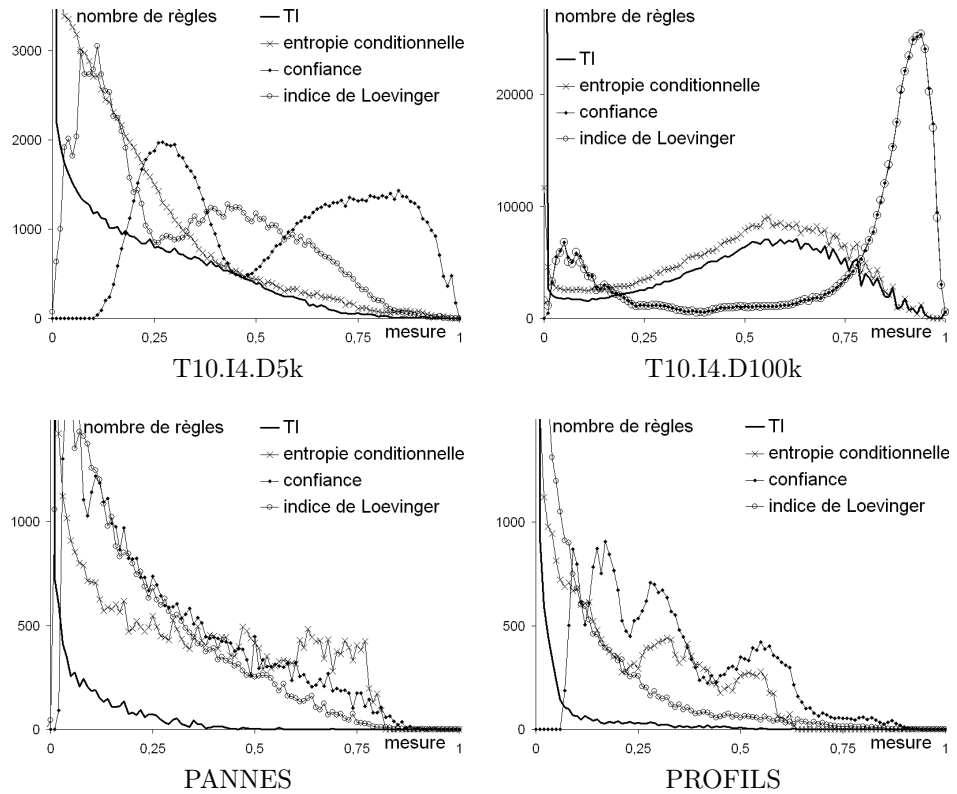 nombre de règles
TI
entropie conditionnelle
confiance
indice de Loevinger
3000
2000
1000
0
0
0,25
0,5
0,75
1
mesure
T10.I4.D5k
nombre de règles
TI
entropie conditionnelle
confiance
indice de Loevinger
20000
10000
0
0
0,25
0,5
0,75
1
mesure
T10.I4.D100k
nombre de règles
TI
entropie conditionnelle
confiance
indice de Loevinger
1000
500
0
0
0,25
0,5
0,75
1
mesure
PANNES
nombre de règles
TI
entropie conditionnelle
confiance
indice de Loevinger
1000
500
0
0
0,25
0,5
0,75
1
mesure
PROFILS